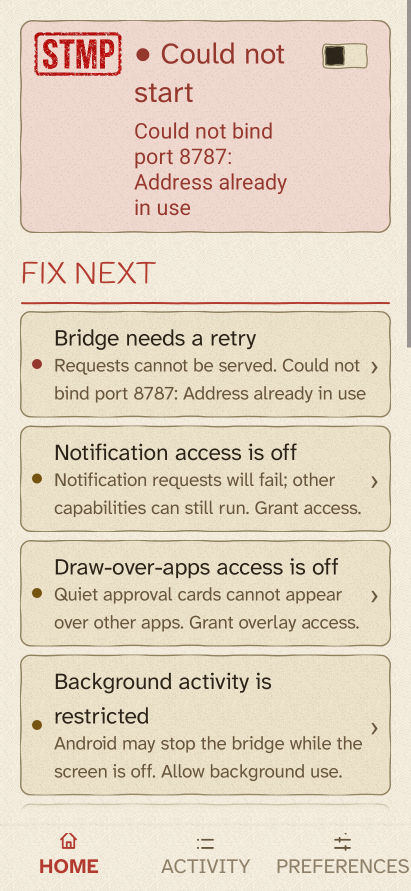 STMP
● Could not
start
Could not bind
port 8787:
Address already
in use
FIX NEXT
Bridge needs a retry
Requests cannot be served. Could not
bind port 8787: Address already in use
Notification access is off
Notification requests will fail; other
capabilities can still run. Grant access.
Draw-over-apps access is off
Quiet approval cards cannot appear
over other apps. Grant overlay access.
Background activity is
restricted
Android may stop the bridge while the
screen is off. Allow background use.
HOME
ACTIVITY
PREFERENCES